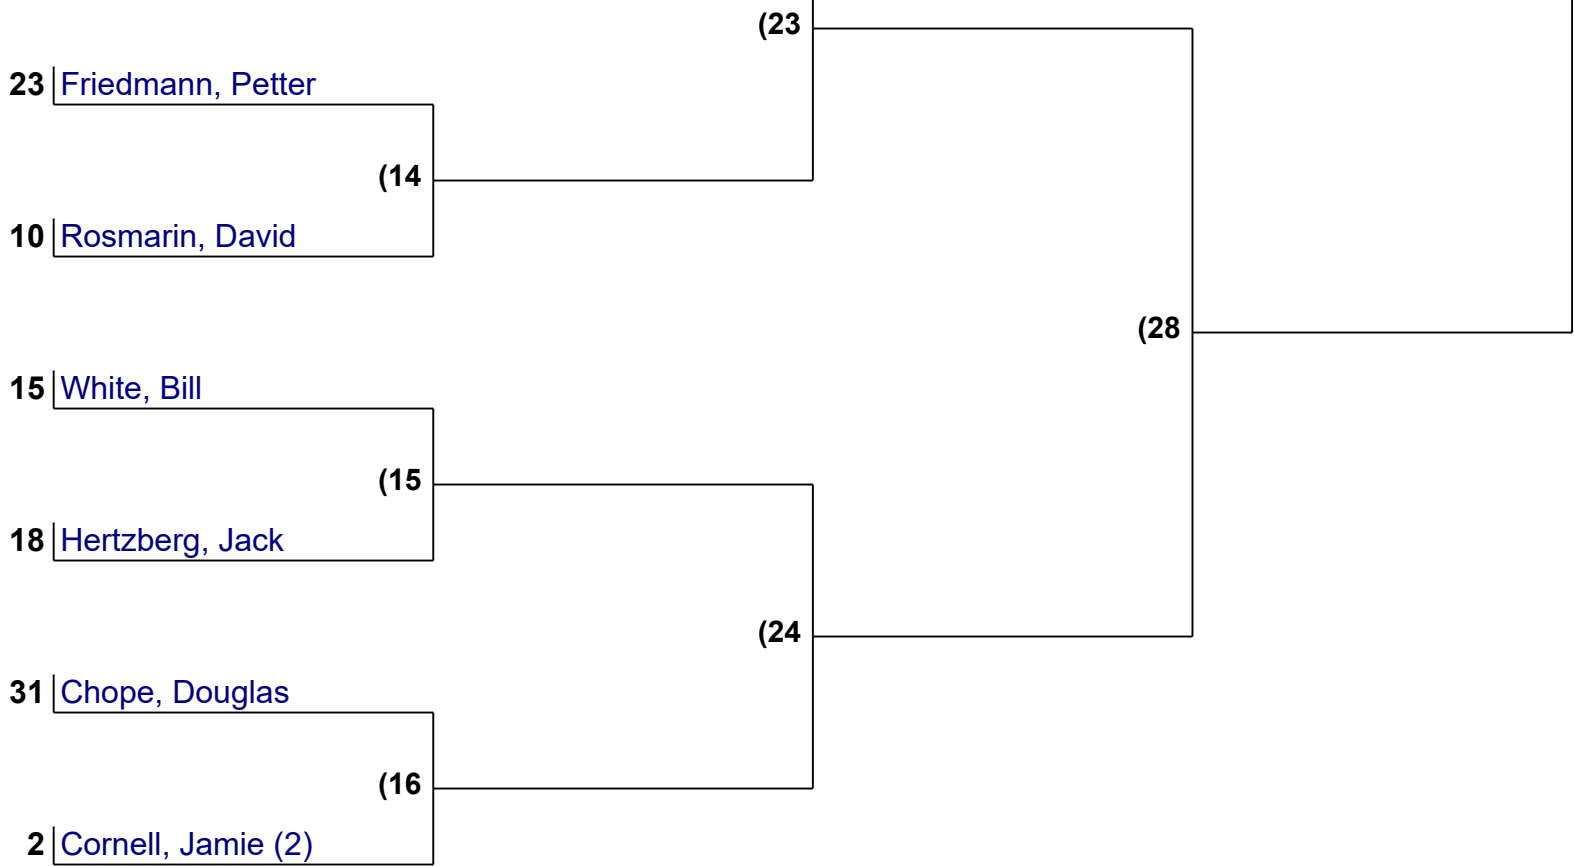 (23
23 Friedmann, Petter
(14
10 Rosmarin, David
(28
15 White, Bill
(15
18 Hertzberg, Jack
(24
31 Chope, Douglas
(16
2 Cornell, Jamie (2)